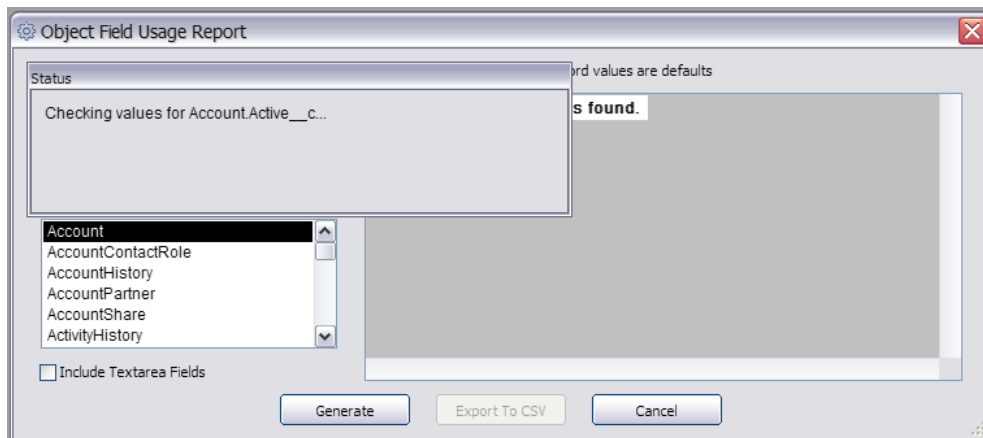 Object Field Usage Report
Status
Checking values for Account.Active__c...
values are defaults
found.
Account
AccountContactRole
AccountHistory
AccountPartner
AccountShare
ActivityHistory
Include Textarea Fields
Generate
Export To CSV
Cancel